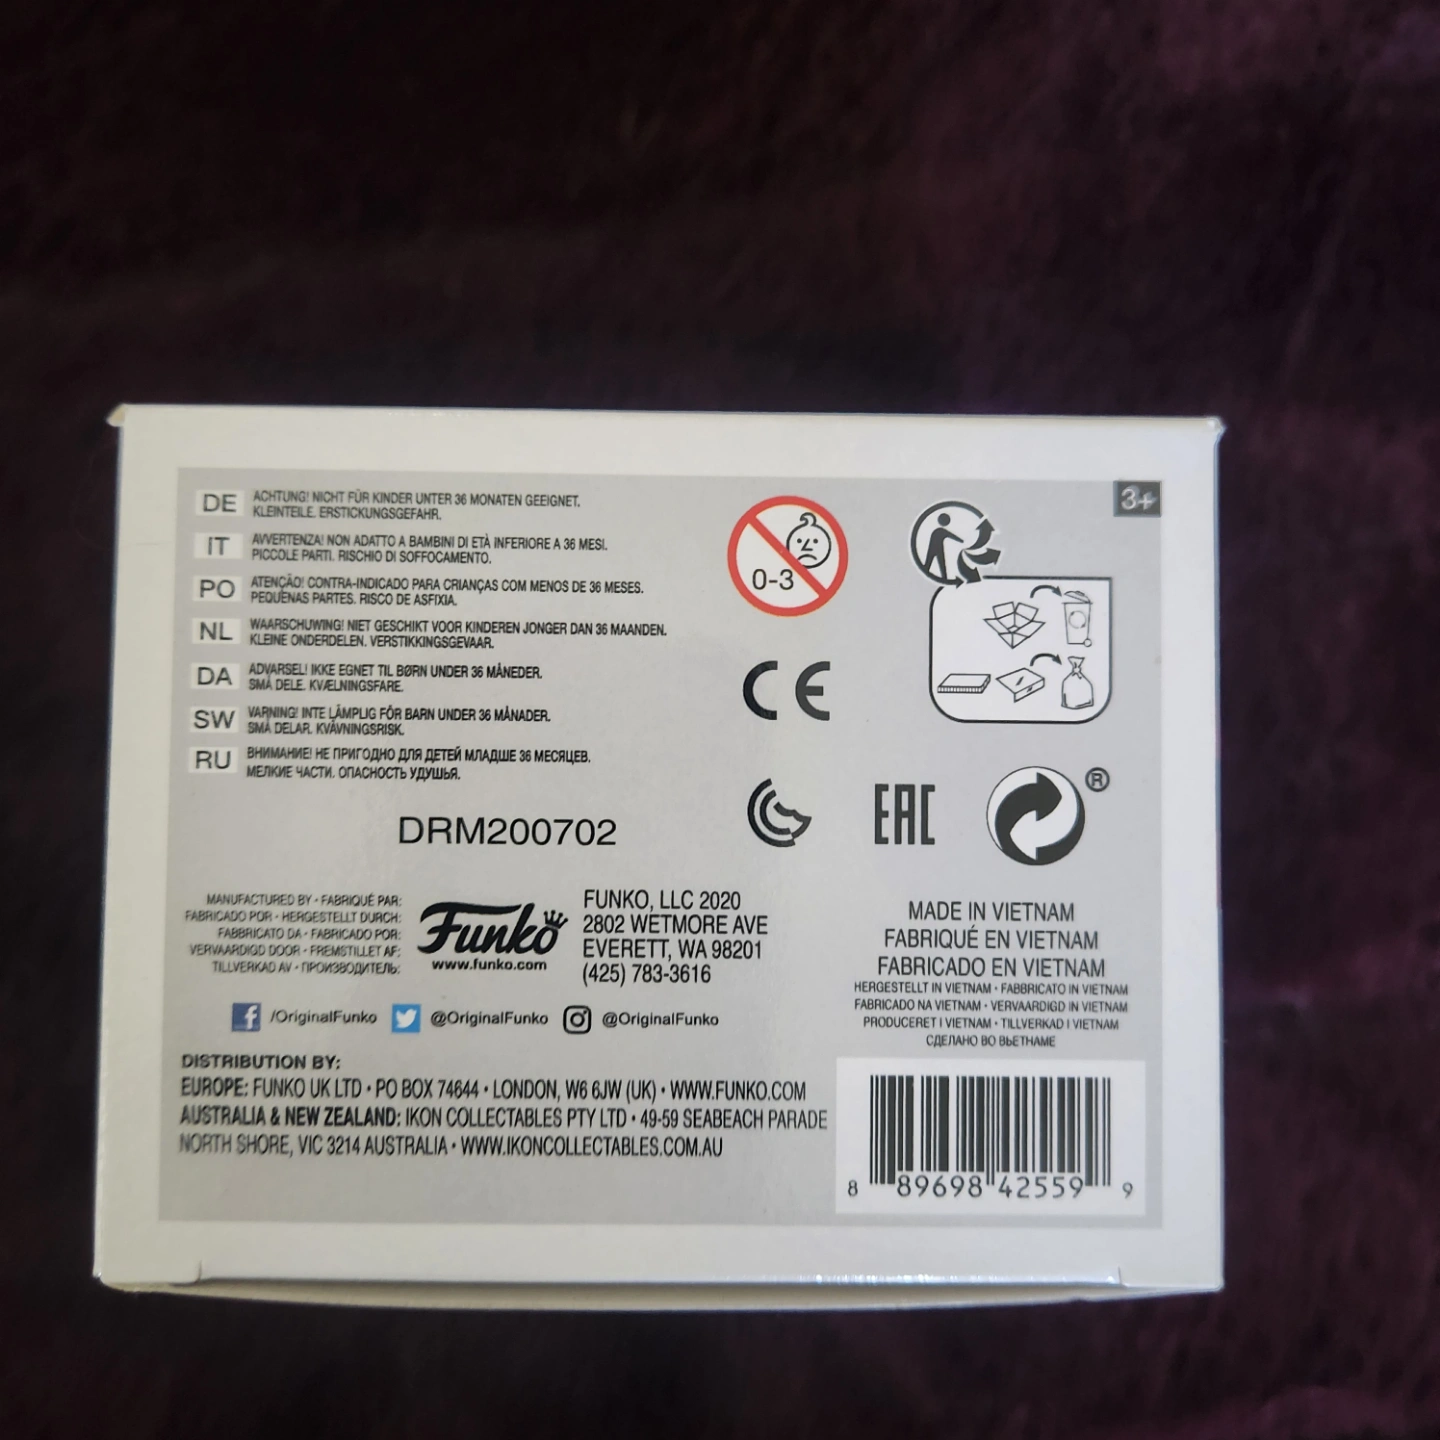 3+
DE ACHTUNG! NICHT FÜR KINDER UNTER 36 MONATEN GEEIGNET.
KLEINTEILE. ERSTICKUNGSGEFAHR.
IT AVVERTENZA! NON ADATTO A BAMBINI DI ETÀ INFERIORE A 36 MESI.
PICCOLE PARTI. RISCHIO DI SOFFOCAMENTO.
PO ATENÇÃO! CONTRA-INDICADO PARA CRIANÇAS COM MENOS DE 36 MESES.
PEQUENAS PARTES. RISCO DE ASFIXIA.
NL WAARSCHUWING! NIET GESCHIKT VOOR KINDEREN JONGER DAN 36 MAANDEN.
KLEINE ONDERDELEN. VERSTIKKINGSGEVAAR.
DA ADVARSEL! IKKE EGNET TIL BØRN UNDER 36 MÅNEDER.
SMÅ DELE. KVÆLNINGSFARE.
SW VARNING! INTE LÄMPLIG FÖR BARN UNDER 36 MÅNADER.
SMÅ DELAR. KVÄVNINGSRISK.
RU ВНИМАНИЕ! НЕ ПРИГОДНО ДЛЯ ДЕТЕЙ МЛАДШЕ 36 МЕСЯЦЕВ.
МЕЛКИЕ ЧАСТИ. ОПАСНОСТЬ УДУШЬЯ.
0-3
CE
EAC
®
DRM200702
MANUFACTURED BY • FABRIQUÉ PAR:
FABRICADO POR • HERGESTELLT DURCH:
FABBRICATO DA • FABRICADO POR:
VERVAARDIGD DOOR • FREMSTILLET AF:
TILLVERKAD AV • ПРОИЗВОДИТЕЛЬ:
Funko
www.funko.com
FUNKO, LLC 2020
2802 WETMORE AVE
EVERETT, WA 98201
(425) 783-3616
f /OriginalFunko @OriginalFunko @OriginalFunko
MADE IN VIETNAM
FABRIQUÉ EN VIETNAM
FABRICADO EN VIETNAM
HERGESTELLT IN VIETNAM • FABBRICATO IN VIETNAM
FABRICADO NA VIETNAM • VERVAARDIGD IN VIETNAM
PRODUCERET I VIETNAM • TILLVERKAD I VIETNAM
СДЕЛАНО ВО ВЬЕТНАМЕ
DISTRIBUTION BY:
EUROPE: FUNKO UK LTD • PO BOX 74644 • LONDON, W6 6JW (UK) • WWW.FUNKO.COM
AUSTRALIA & NEW ZEALAND: IKON COLLECTABLES PTY LTD • 49-59 SEABEACH PARADE
NORTH SHORE, VIC 3214 AUSTRALIA • WWW.IKONCOLLECTABLES.COM.AU
8 89698 42559 9